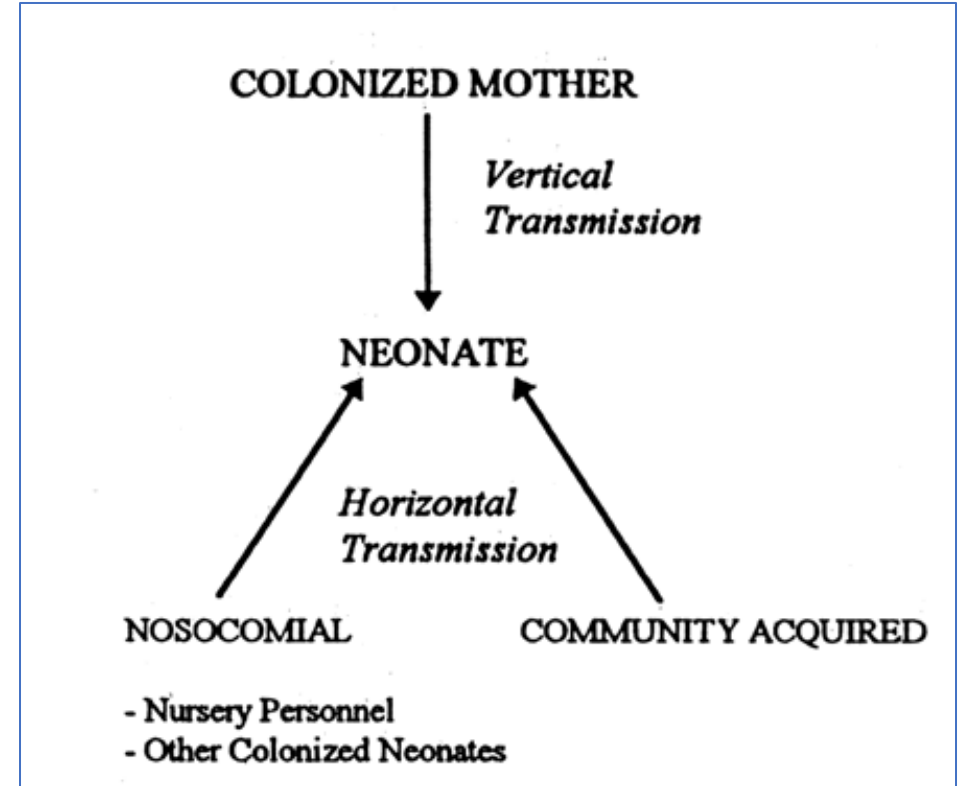 COLONIZED MOTHER
Vertical
Transmission
NEONATE
Horizontal
Transmission
NOSOCOMIAL
COMMUNITY ACQUIRED
- Nursery Personnel
- Other Colonized Neonates